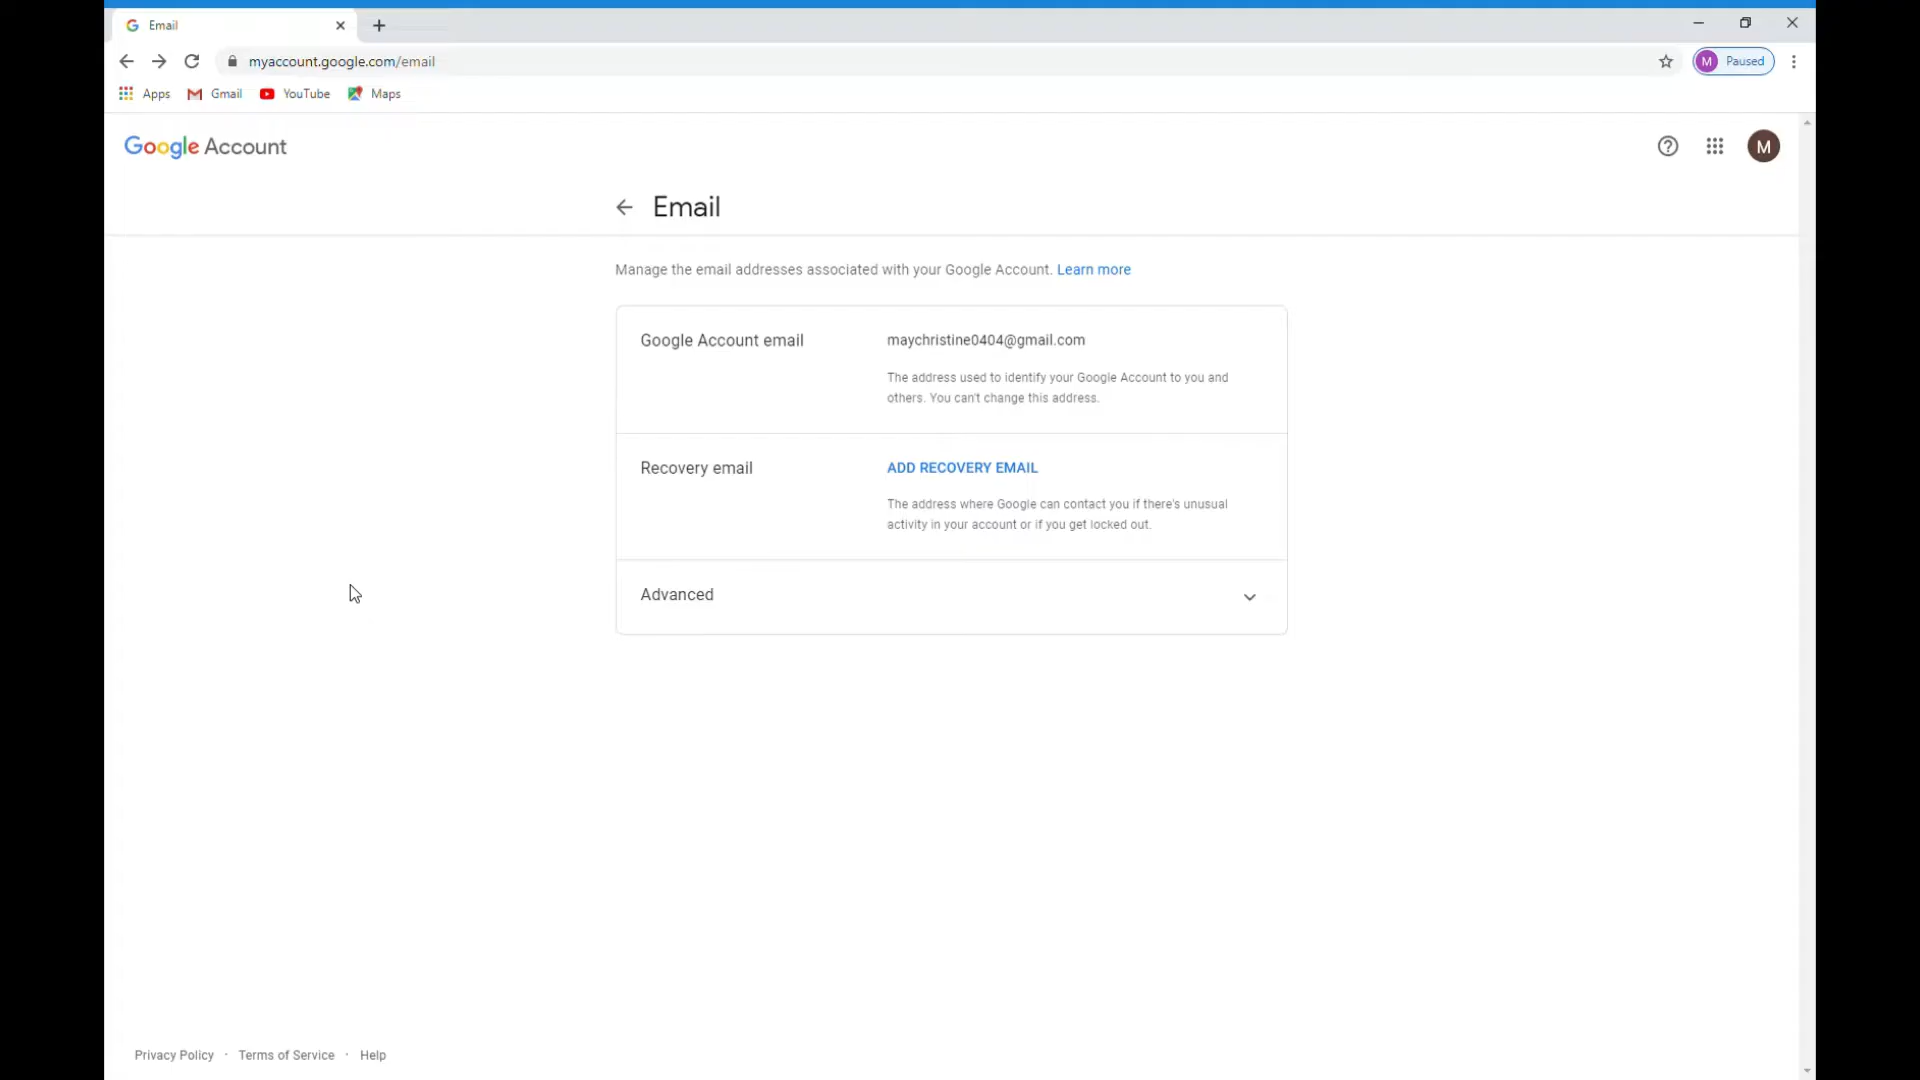 Email
myaccount.google.com/email
M Paused
Apps Gmail YouTube Maps
Google Account
M
Email
Manage the email addresses associated with your Google Account. Learn more
Google Account email
maychristine0404@gmail.com
The address used to identify your Google Account to you and
others. You can't change this address.
Recovery email
ADD RECOVERY EMAIL
The address where Google can contact you if there's unusual
activity in your account or if you get locked out.
Advanced
Privacy Policy · Terms of Service · Help